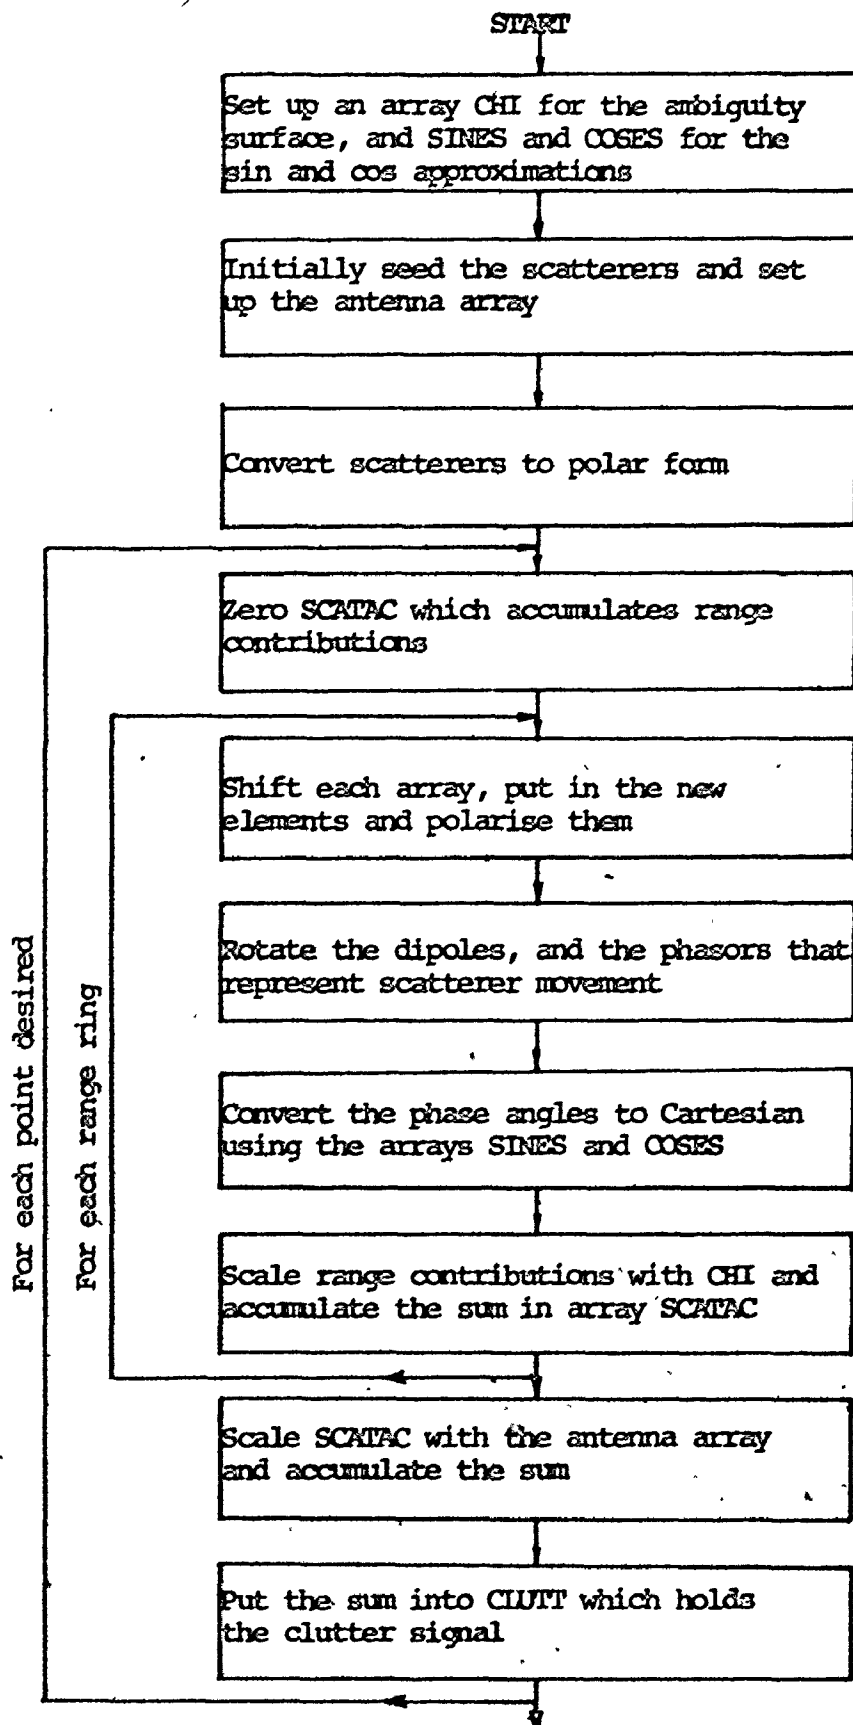 START
Set up an array CHI for the ambiguity
surface, and SINES and COSES for the
sin and cos approximations
Initially seed the scatterers and set
up the antenna array
Convert scatterers to polar form
Zero SCATAC which accumulates range
contributions
Shift each array, put in the new
elements and polarise them
Rotate the dipoles, and the phasors that
represent scatterer movement
Convert the phase angles to Cartesian
using the arrays SINES and COSES
Scale range contributions with CHI and
accumulate the sum in array SCATAC
Scale SCATAC with the antenna array
and accumulate the sum
Put the sum into CLUTT which holds
the clutter signal
For each point desired
For each range ring